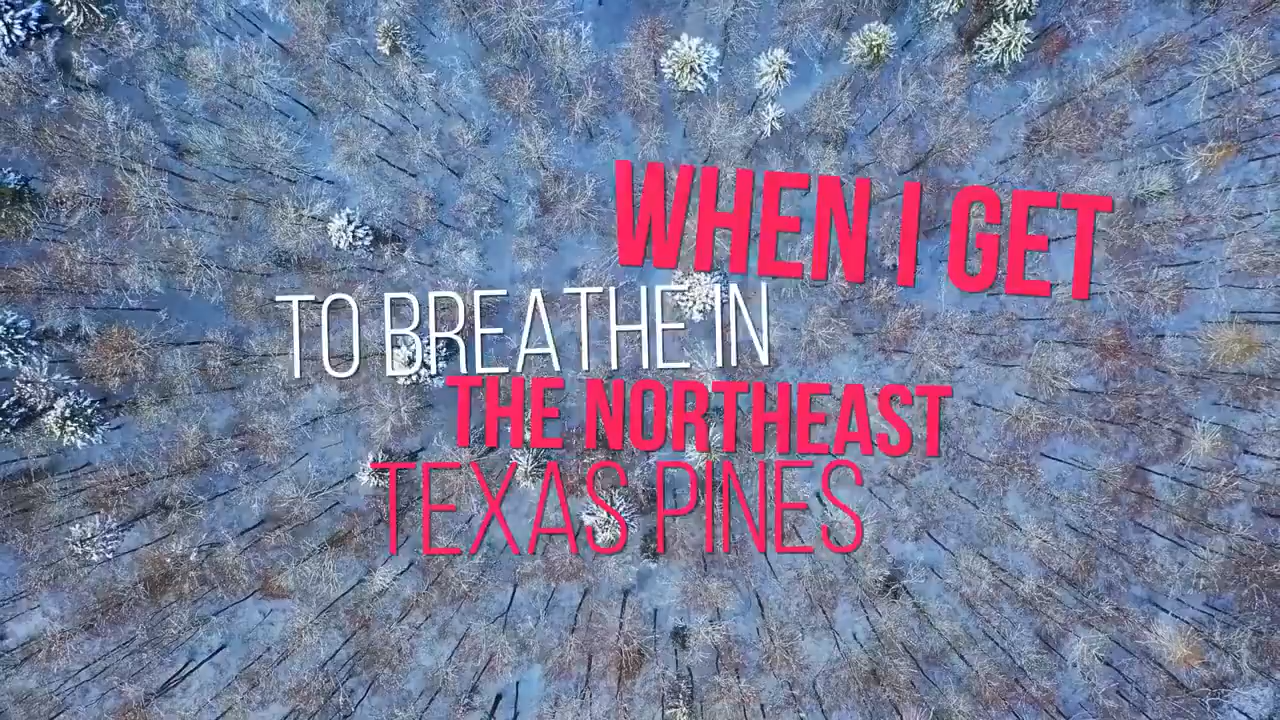 WHEN I GET
TO BREATHE IN
THE NORTHEAST
TEXAS PINES